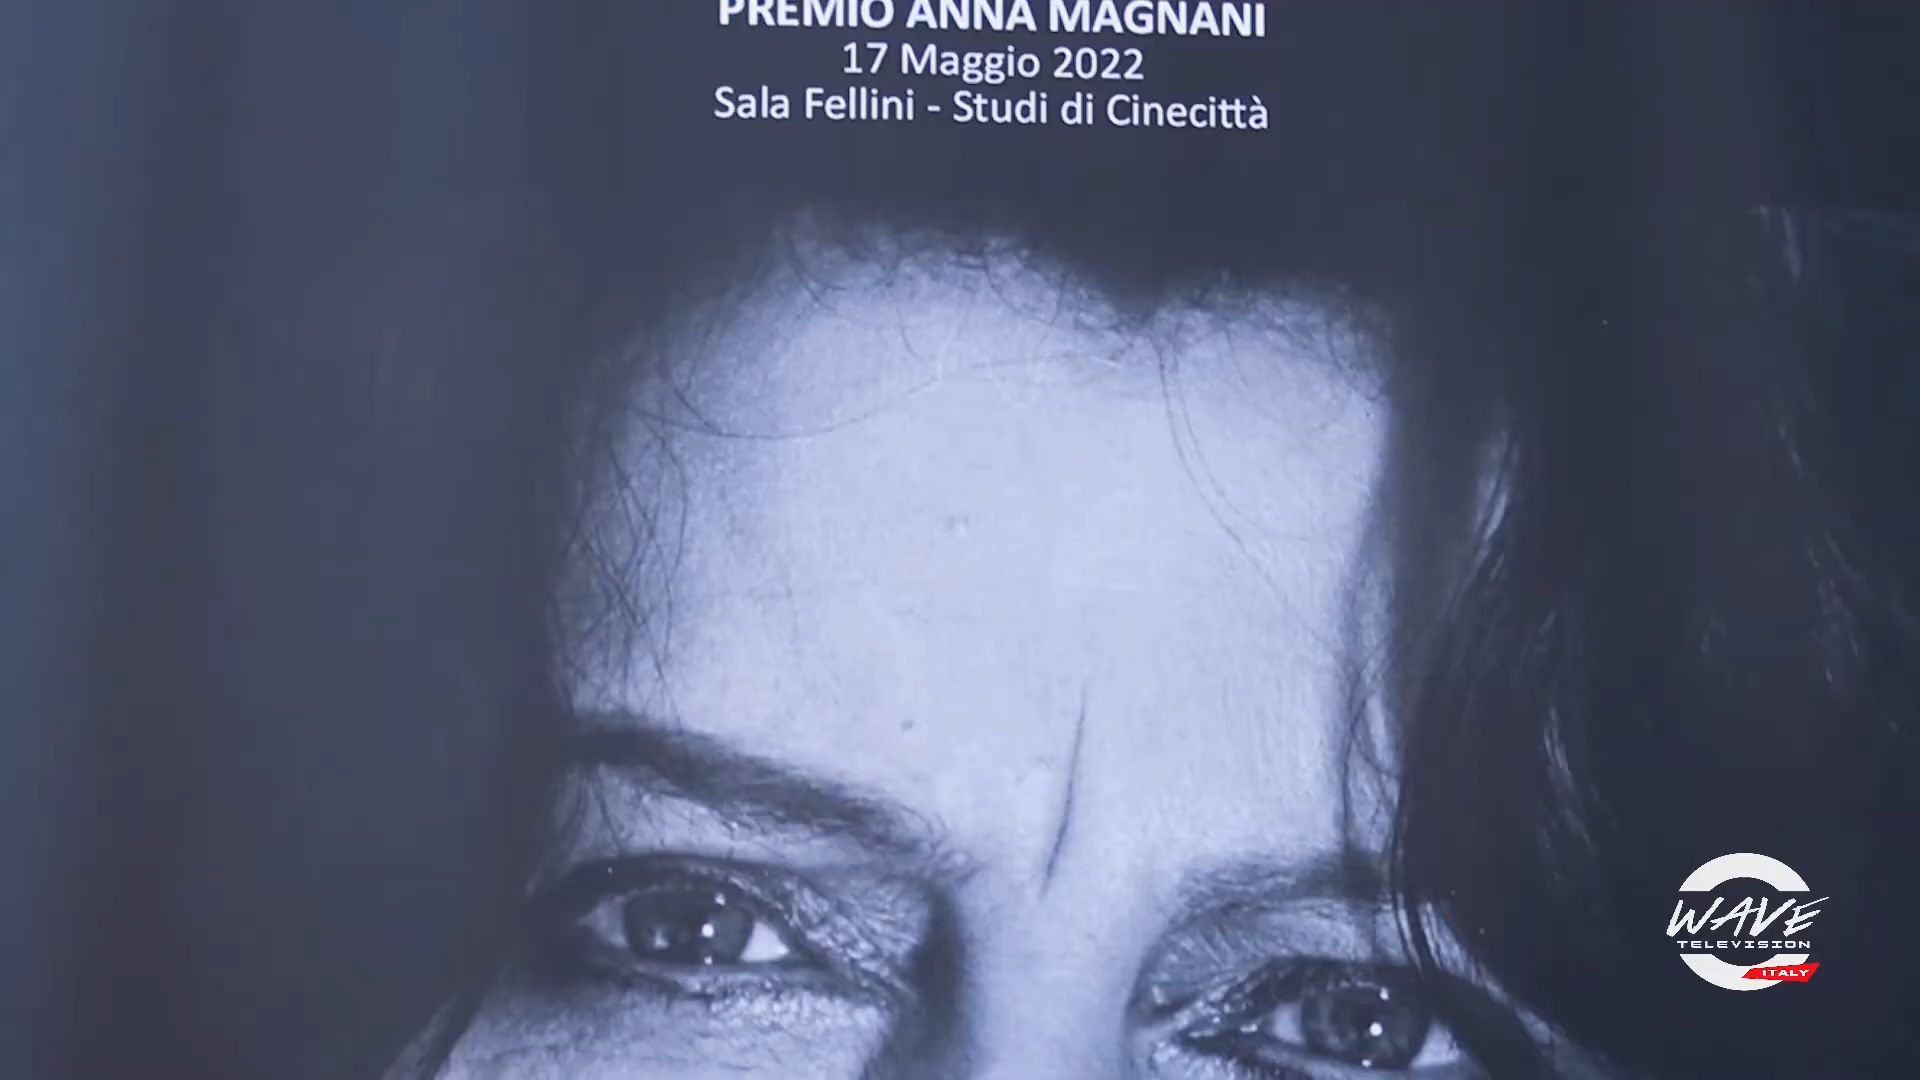 PREMIO ANNA MAGNANI
17 Maggio 2022
Sala Fellini - Studi di Cinecittà
WAVE
TELEVISION
ITALY